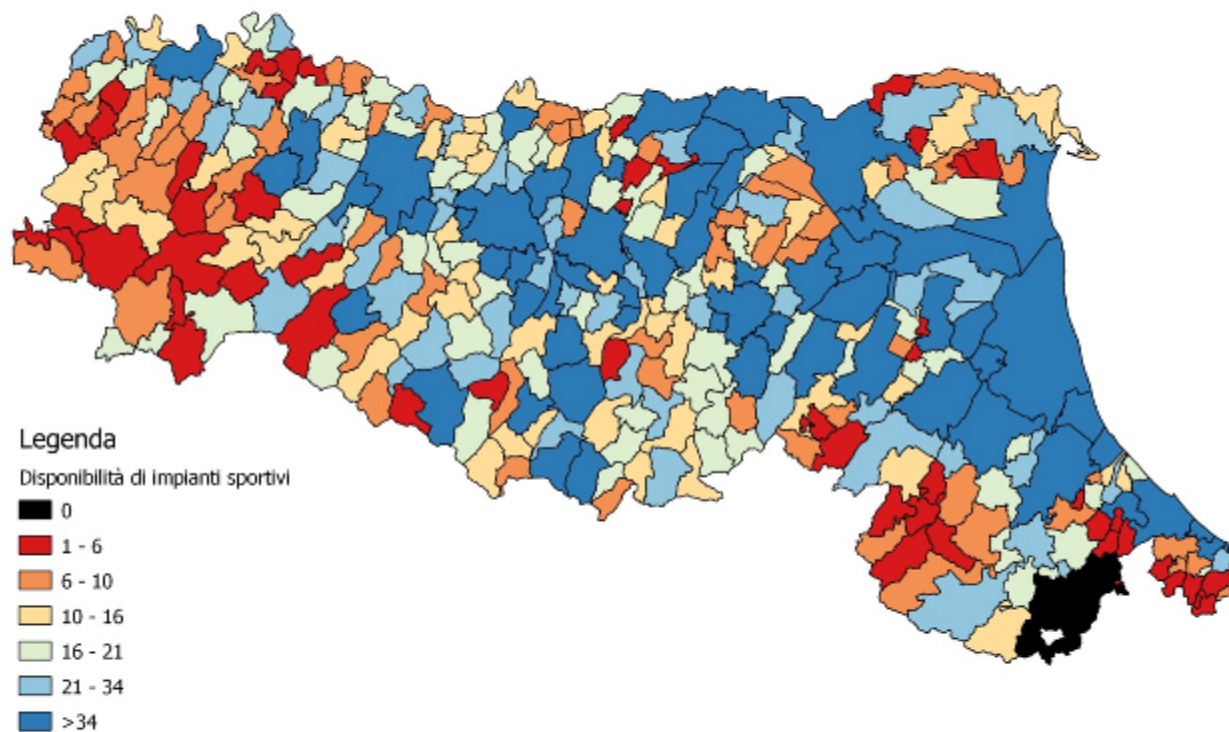 Legenda
Disponibilità di impianti sportivi
0
1 - 6
6 - 10
10 - 16
16 - 21
21 - 34
>34